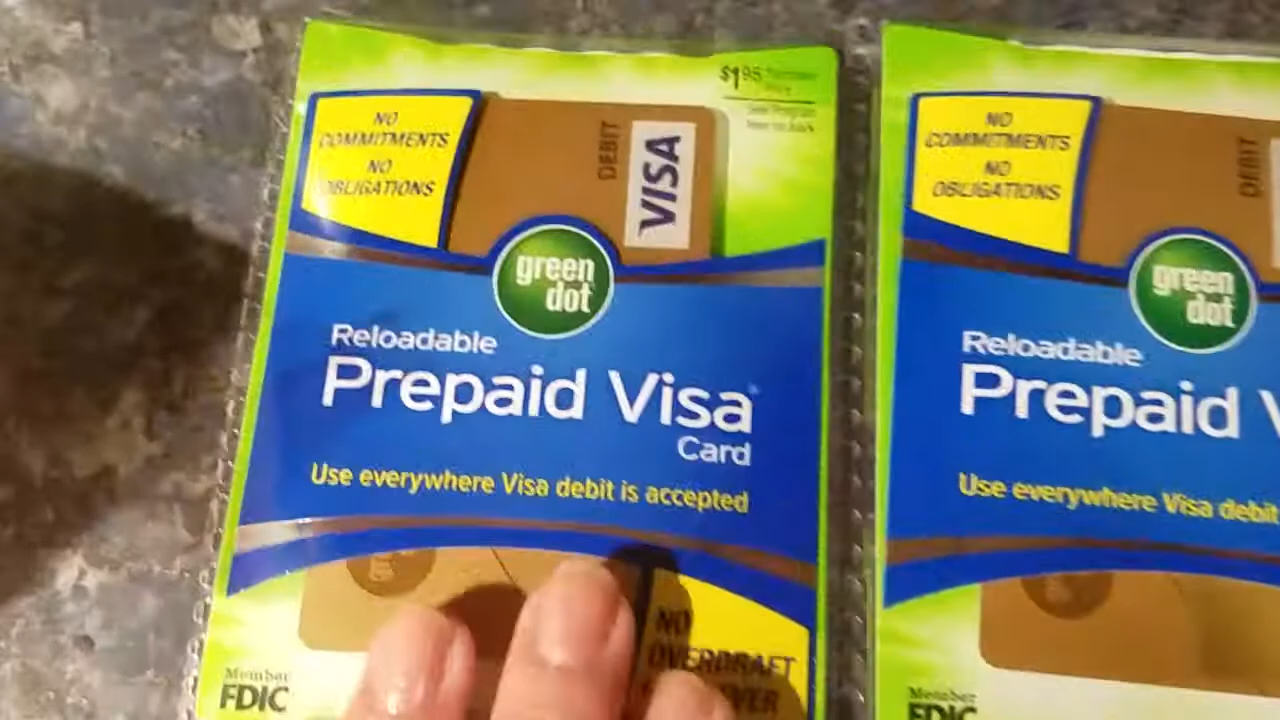 $1.95
NO
COMMITMENTS
NO
OBLIGATIONS
DEBIT
VISA
green
dot
Reloadable
Prepaid Visa
Card
Use everywhere Visa debit is accepted
NO
OVERDRAFT
Member
FDIC
NO
COMMITMENTS
NO
OBLIGATIONS
DEBIT
green
dot
Reloadable
Prepaid V
Use everywhere Visa debit
Member
FDIC